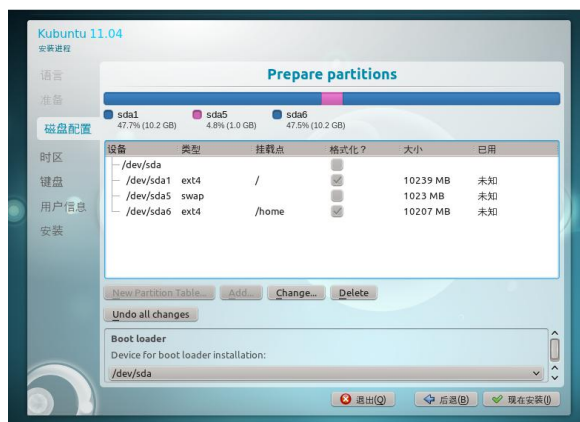 Kubuntu 11.04
安装进程
语言
准备
磁盘配置
时区
键盘
用户信息
安装
Prepare partitions
sda1 sda5 sda6
47.7% (10.2 GB) 4.8% (1.0 GB) 47.5% (10.2 GB)
设备 类型 挂载点 格式化？ 大小 已用
/dev/sda
/dev/sda1 ext4 / 10239 MB 未知
/dev/sda5 swap 1023 MB 未知
/dev/sda6 ext4 /home 10207 MB 未知
New Partition Table... Add... Change... Delete
Undo all changes
Boot loader
Device for boot loader installation:
/dev/sda
退出(Q) 后退(B) 现在安装(I)